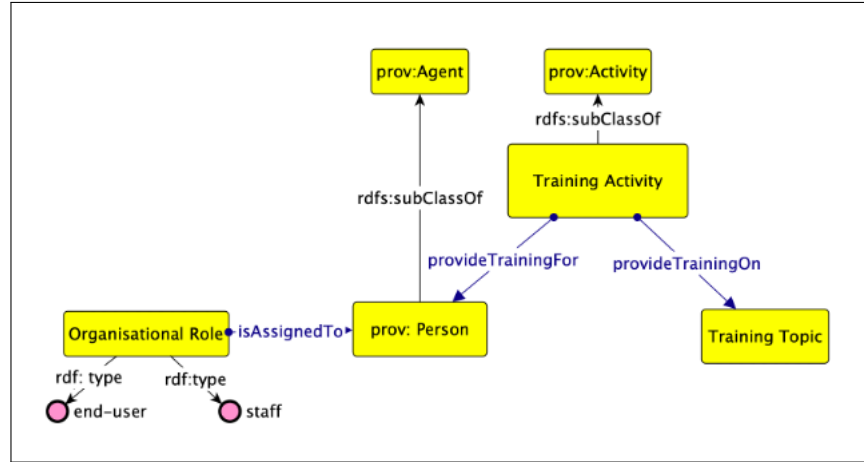 prov:Agent
prov:Activity
rdfs:subClassOf
Training Activity
rdfs:subClassOf
provideTrainingFor
provideTrainingOn
Organisational Role
isAssignedTo
prov: Person
Training Topic
rdf: type
rdf:type
end-user
staff